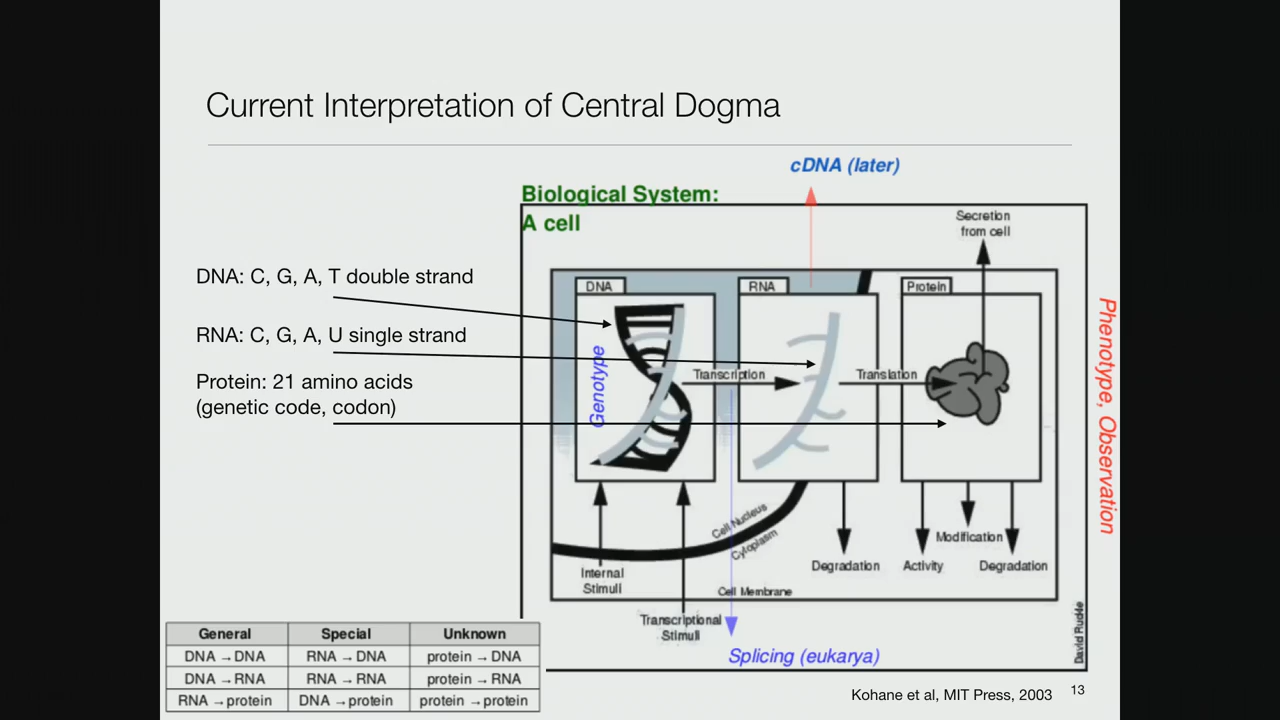 Current Interpretation of Central Dogma
cDNA (later)
Biological System:
A cell
Secretion
from cell
DNA: C, G, A, T double strand
RNA: C, G, A, U single strand
Protein: 21 amino acids
(genetic code, codon)
DNA
RNA
Protein
Genotype
Transcription
Translation
Phenotype, Observation
Cell Nucleus
Cytoplasm
Internal
Stimuli
Degradation
Activity
Modification
Degradation
Cell Membrane
Transcriptional
Stimuli
Splicing (eukarya)
General Special Unknown
DNA → DNA RNA → DNA protein → DNA
DNA → RNA RNA → RNA protein → RNA
RNA → protein DNA → protein protein → protein
Kohane et al, MIT Press, 2003
13